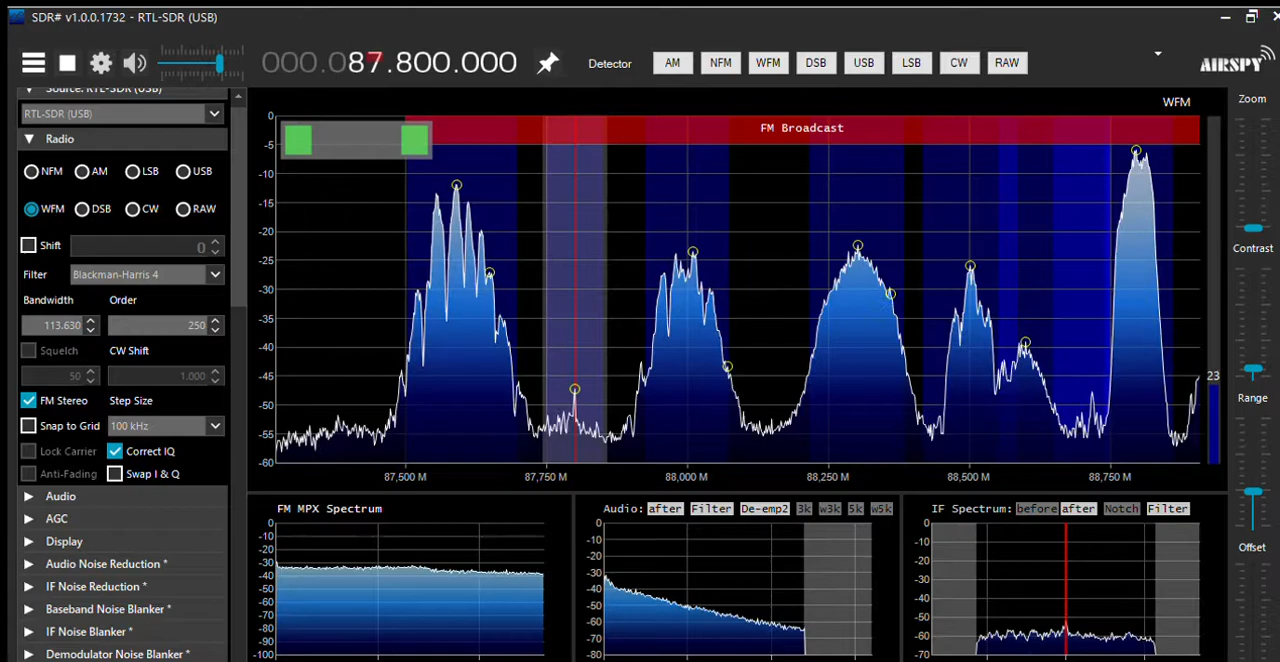 SDR# v1.0.0.1732 - RTL-SDR (USB)
000.087.800.000
Detector
AM NFM WFM DSB USB LSB CW RAW
AIRSPY
Source: RTL-SDR (USB)
RTL-SDR (USB)
Radio
NFM AM LSB USB
WFM DSB CW RAW
Shift 0
Filter Blackman-Harris 4
Bandwidth Order
113.630 250
Squelch CW Shift
50 1.000
FM Stereo Step Size
Snap to Grid 100 kHz
Lock Carrier Correct IQ
Anti-Fading Swap I & Q
Audio
AGC
Display
Audio Noise Reduction *
IF Noise Reduction *
Baseband Noise Blanker *
IF Noise Blanker *
Demodulator Noise Blanker *
WFM
FM Broadcast
0
-5
-10
-15
-20
-25
-30
-35
-40
-45
-50
-55
-60
87,500 M 87,750 M 88,000 M 88,250 M 88,500 M 88,750 M
23
Zoom
Contrast
Range
Offset
FM MPX Spectrum
0
-10
-20
-30
-40
-50
-60
-70
-80
-90
-100
Audio: after Filter De-emp2 3k w3k 5k w5k
0
-10
-20
-30
-40
-50
-60
-70
-80
IF Spectrum: before after Notch Filter
0
-10
-20
-30
-40
-50
-60
-70